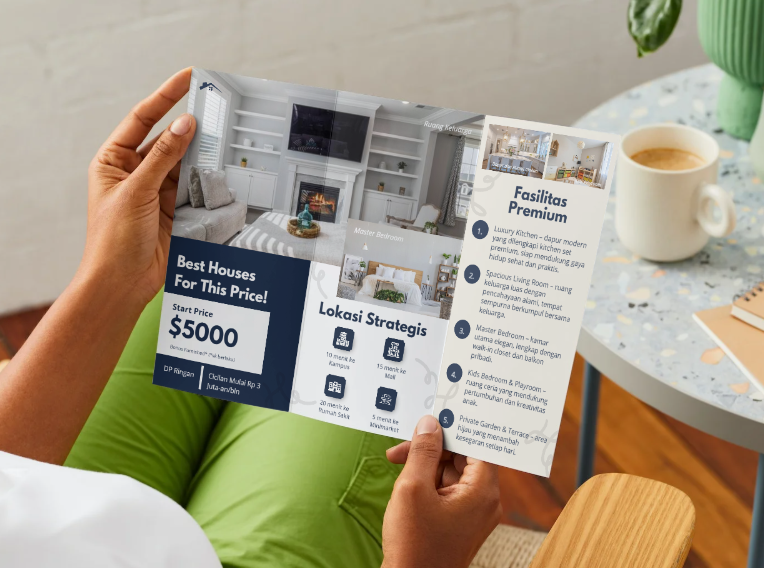 Ruang Keluarga
Best Houses
For This Price!
Start Price
$5000
DP Ringan
Cicilan Mulai Rp 3
Juta-an/bln
Master Bedroom
Lokasi Strategis
10 menit ke
Kampus
15 menit ke
Mall
20 menit ke
Rumah Sakit
5 menit ke
Minimarket
Fasilitas
Premium
1.
Luxury Kitchen – dapur modern
yang dilengkapi kitchen set
premium, siap mendukung gaya
hidup sehat dan praktis.
2.
Spacious Living Room – ruang
keluarga luas dengan
pencahayaan alami, tempat
sempurna berkumpul bersama
keluarga.
3.
Master Bedroom – kamar
utama elegan, lengkap dengan
walk-in closet dan balkon
pribadi.
4.
Kids Bedroom & Playroom –
ruang ceria yang mendukung
pertumbuhan dan kreativitas
anak.
5.
Private Garden & Terrace – area
hijau yang menambah
kesegaran setiap hari.